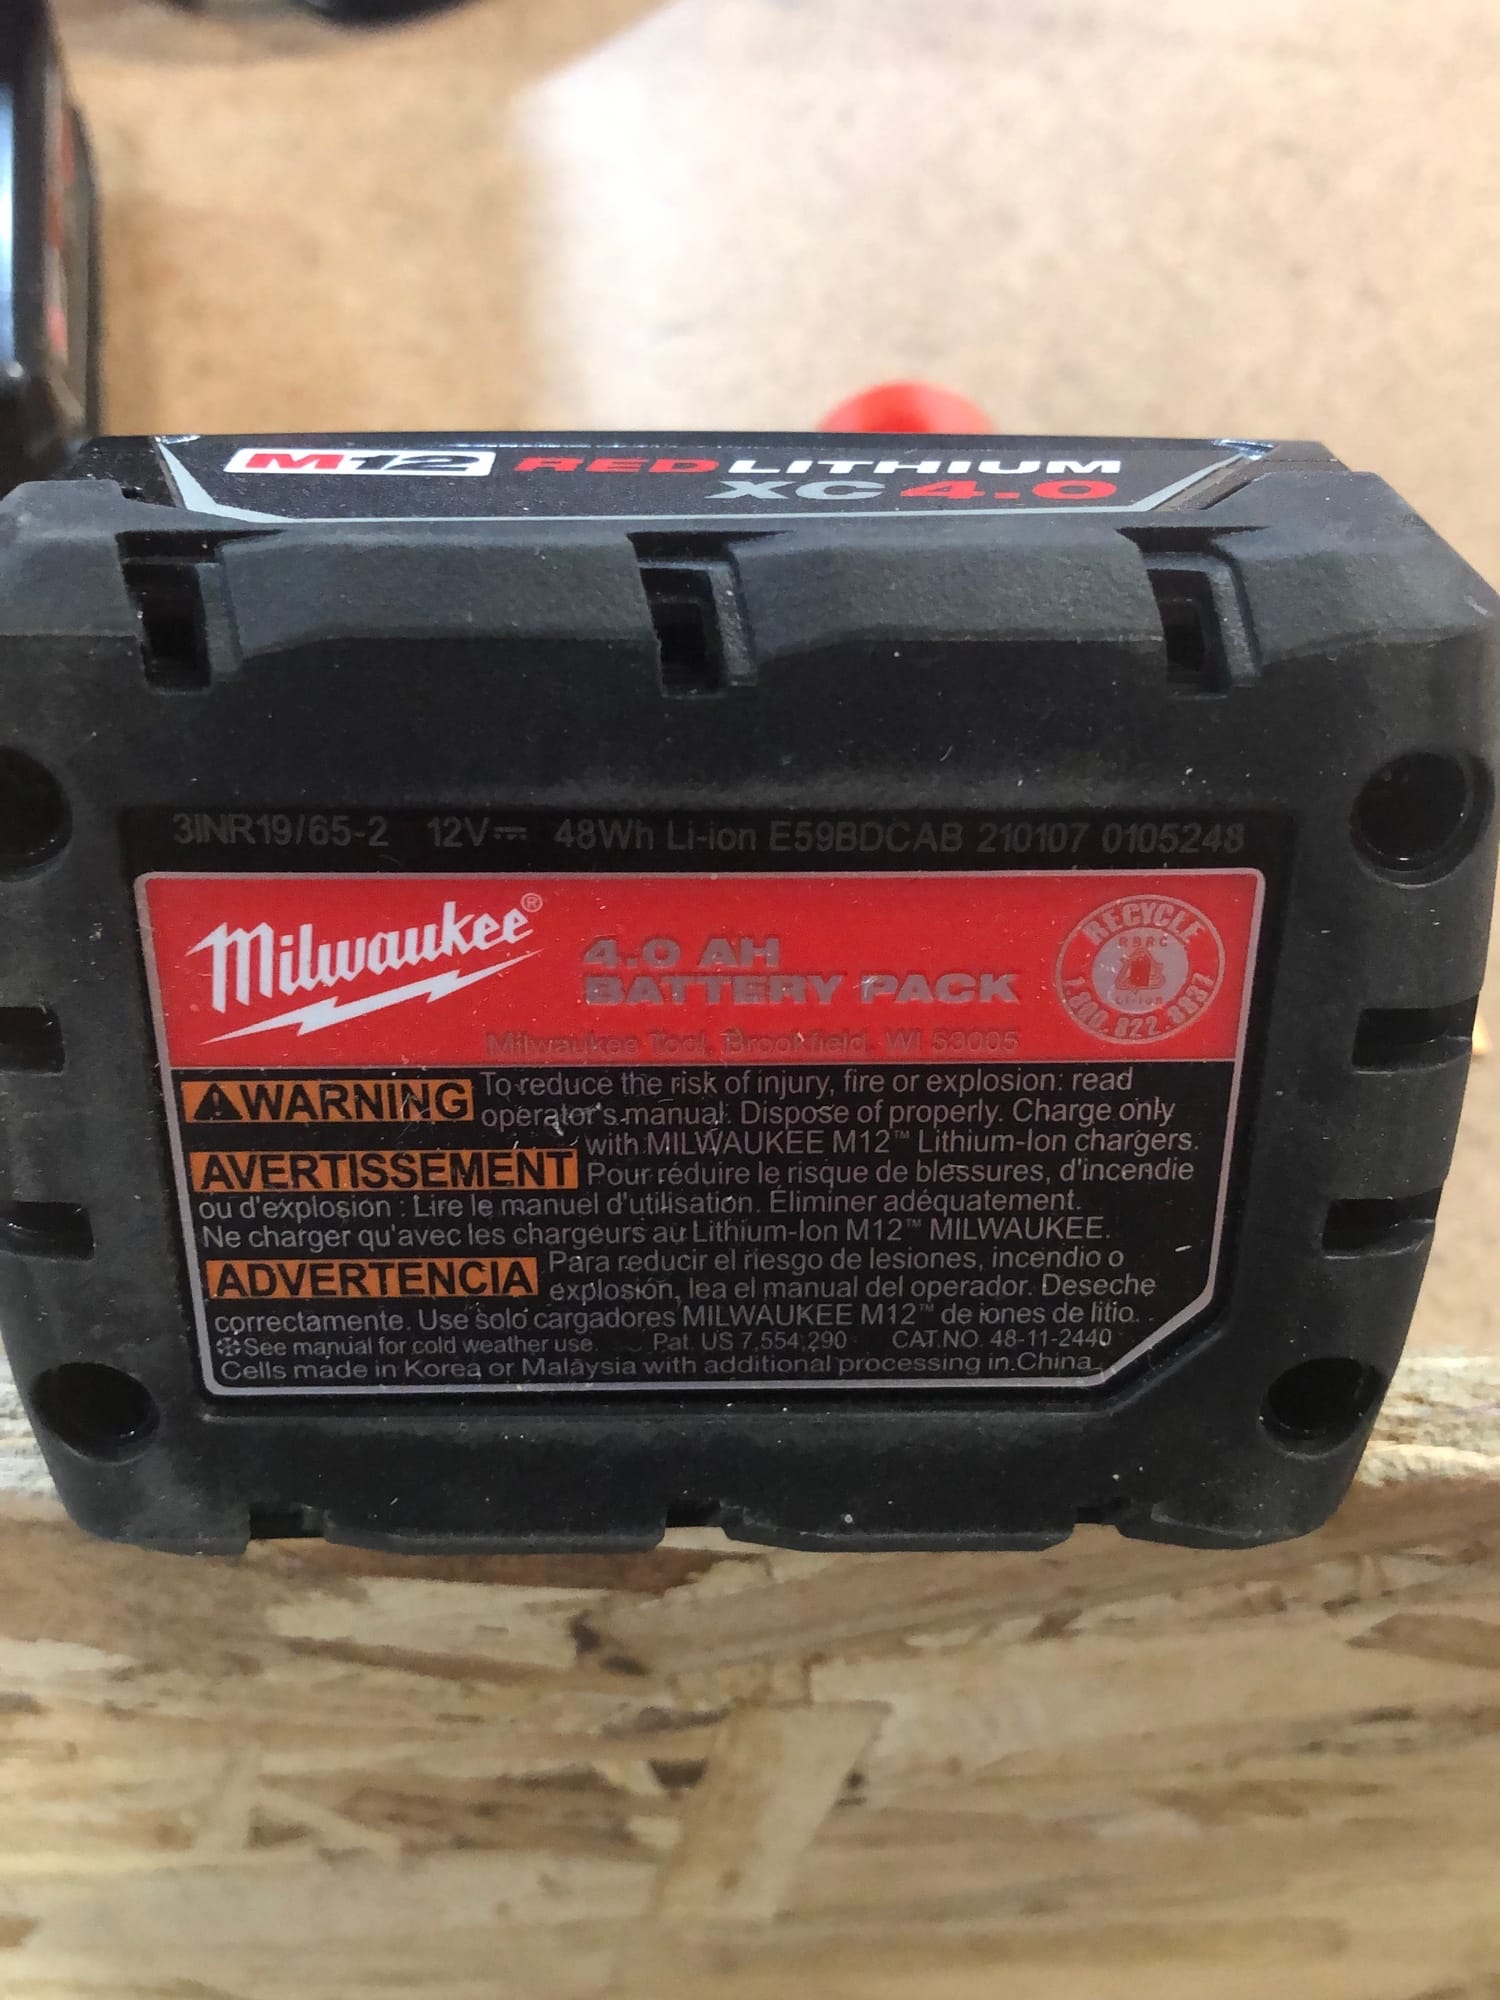 M12 REDLITHIUM
XC 4.0
3INR19/65-2 12V⎓ 48Wh Li-ion E59BDCAB 210107 0105248
Milwaukee®
4.0 AH
BATTERY PACK
Milwaukee Tool, Brookfield, WI 53005
RECYCLE
RBRC
Li-ion
1.800.822.8837
⚠WARNING To reduce the risk of injury, fire or explosion: read
operator's manual. Dispose of properly. Charge only
with MILWAUKEE M12™ Lithium-Ion chargers.
AVERTISSEMENT Pour réduire le risque de blessures, d'incendie
ou d'explosion : Lire le manuel d'utilisation. Éliminer adéquatement.
Ne charger qu'avec les chargeurs au Lithium-Ion M12™ MILWAUKEE.
ADVERTENCIA Para reducir el riesgo de lesiones, incendio o
explosión, lea el manual del operador. Deseche
correctamente. Use solo cargadores MILWAUKEE M12™ de iones de litio.
See manual for cold weather use. Pat. US 7,554,290 CAT.NO. 48-11-2440
Cells made in Korea or Malaysia with additional processing in China